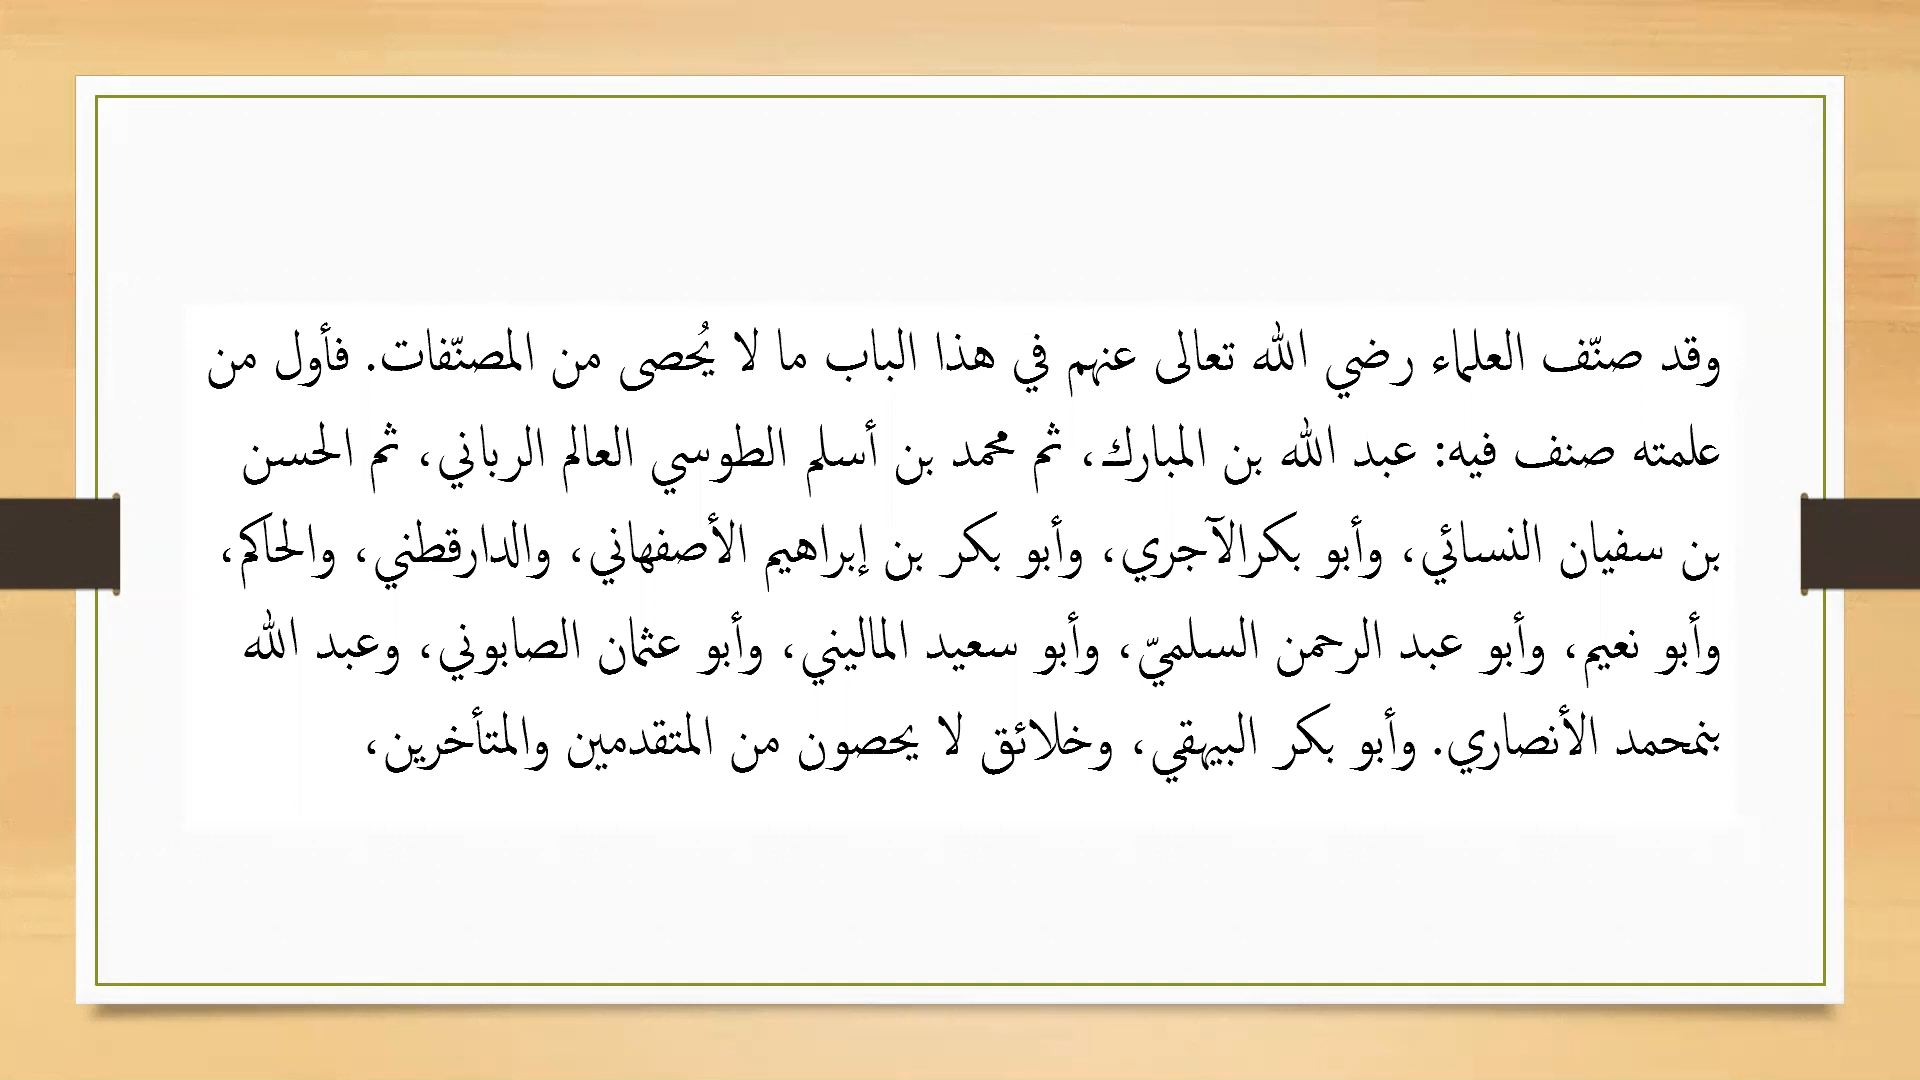 وقد صنّف العلماء رضي الله تعالى عنهم في هذا الباب ما لا يُحصى من المصنّفات. فأول من
علمته صنف فيه: عبد الله بن المبارك، ثم محمد بن أسلم الطوسي العالم الرباني، ثم الحسن
بن سفيان النسائي، وأبو بكرالآجري، وأبو بكر بن إبراهيم الأصفهاني، والدارقطني، والحاكم،
وأبو نعيم، وأبو عبد الرحمن السلميّ، وأبو سعيد الماليني، وأبو عثمان الصابوني، وعبد الله
بنمحمد الأنصاري. وأبو بكر البيهقي، وخلائق لا يحصون من المتقدمين والمتأخرين،